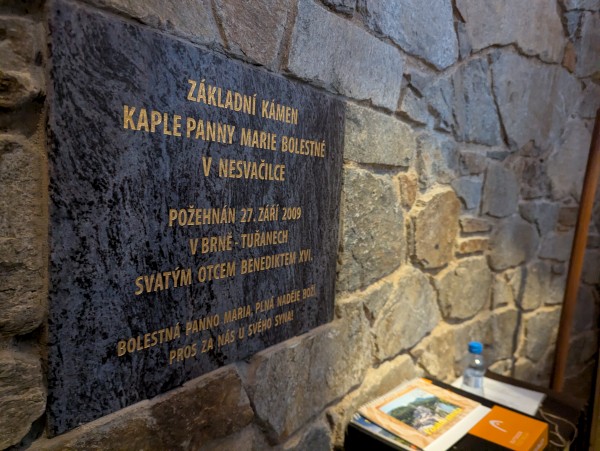 ZÁKLADNÍ KÁMEN
KAPLE PANNY MARIE BOLESTNÉ
V NESVAČILCE
POŽEHNÁN 27. ZÁŘÍ 2009
V BRNĚ - TUŘANECH
SVATÝM OTCEM BENEDIKTEM XVI.
BOLESTNÁ PANNO MARIA, PLNÁ NADĚJE BOŽÍ
PROS ZA NÁS U SVÉHO SYNA!